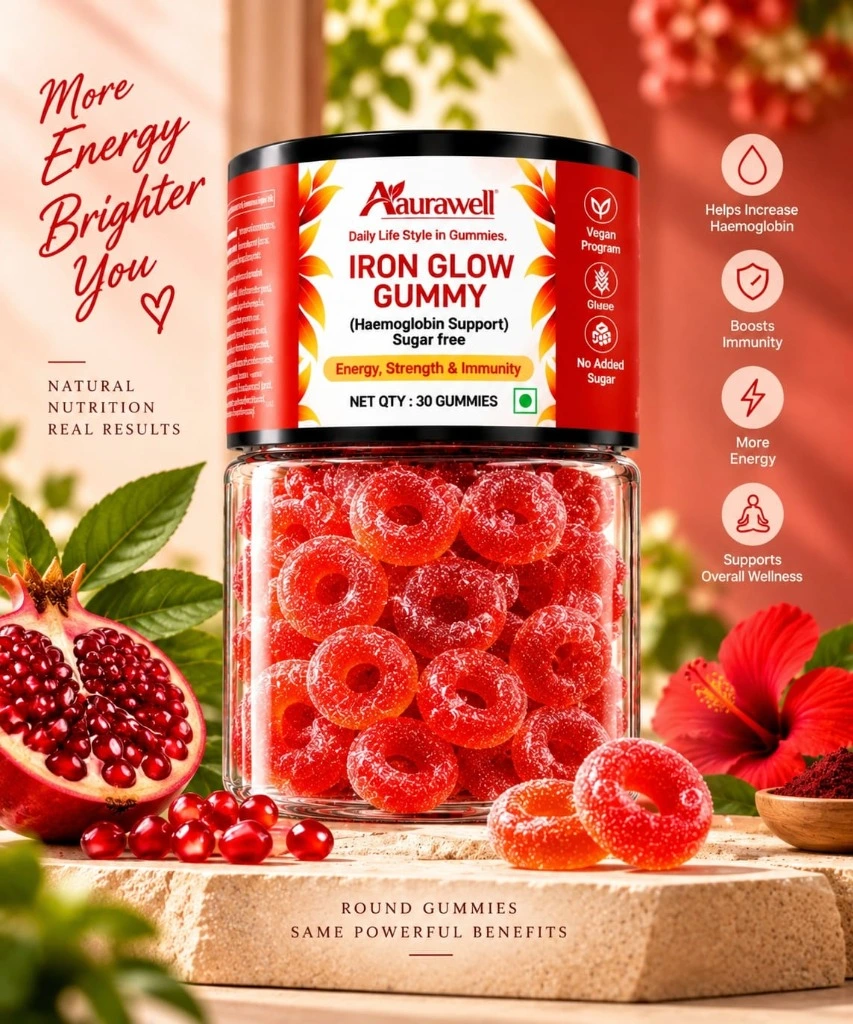 More
Energy
Brighter
You
NATURAL
NUTRITION
REAL RESULTS
Aaurawell®
Daily Life Style in Gummies.
IRON GLOW
GUMMY
(Haemoglobin Support)
Sugar free
Energy, Strength & Immunity
NET QTY : 30 GUMMIES
Vegan
Program
No Added
Sugar
Helps Increase
Haemoglobin
Boosts
Immunity
More
Energy
Supports
Overall Wellness
ROUND GUMMIES
SAME POWERFUL BENEFITS